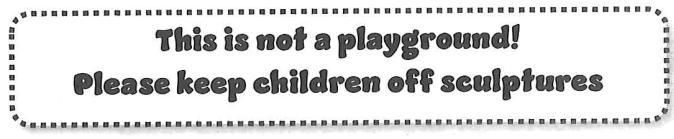 This is not a playground!
Please keep children off sculptures